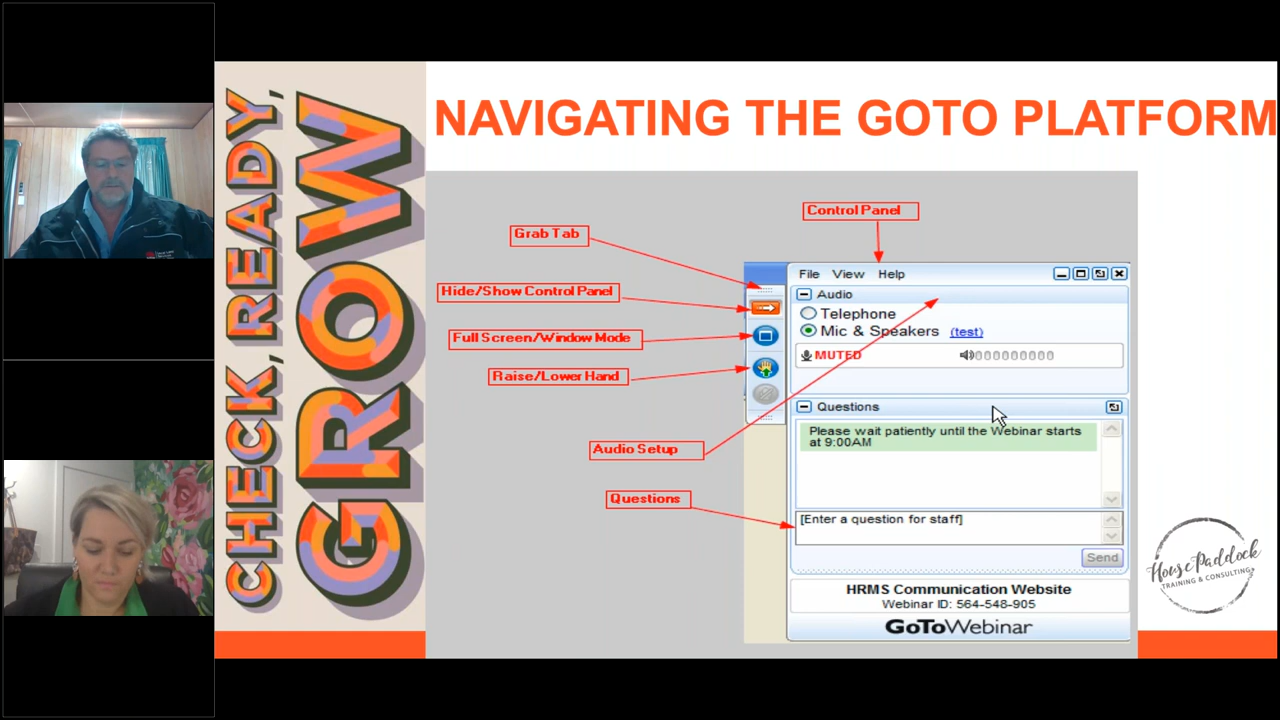 CHECK, READY,
GROW
NAVIGATING THE GOTO PLATFORM
Control Panel
Grab Tab
Hide/Show Control Panel
Full Screen/Window Mode
Raise/Lower Hand
Audio Setup
Questions
File View Help
Audio
Telephone
Mic & Speakers (test)
MUTED
Questions
Please wait patiently until the Webinar starts
at 9:00AM
[Enter a question for staff]
Send
HRMS Communication Website
Webinar ID: 564-548-905
GoToWebinar
House Paddock
TRAINING & CONSULTING